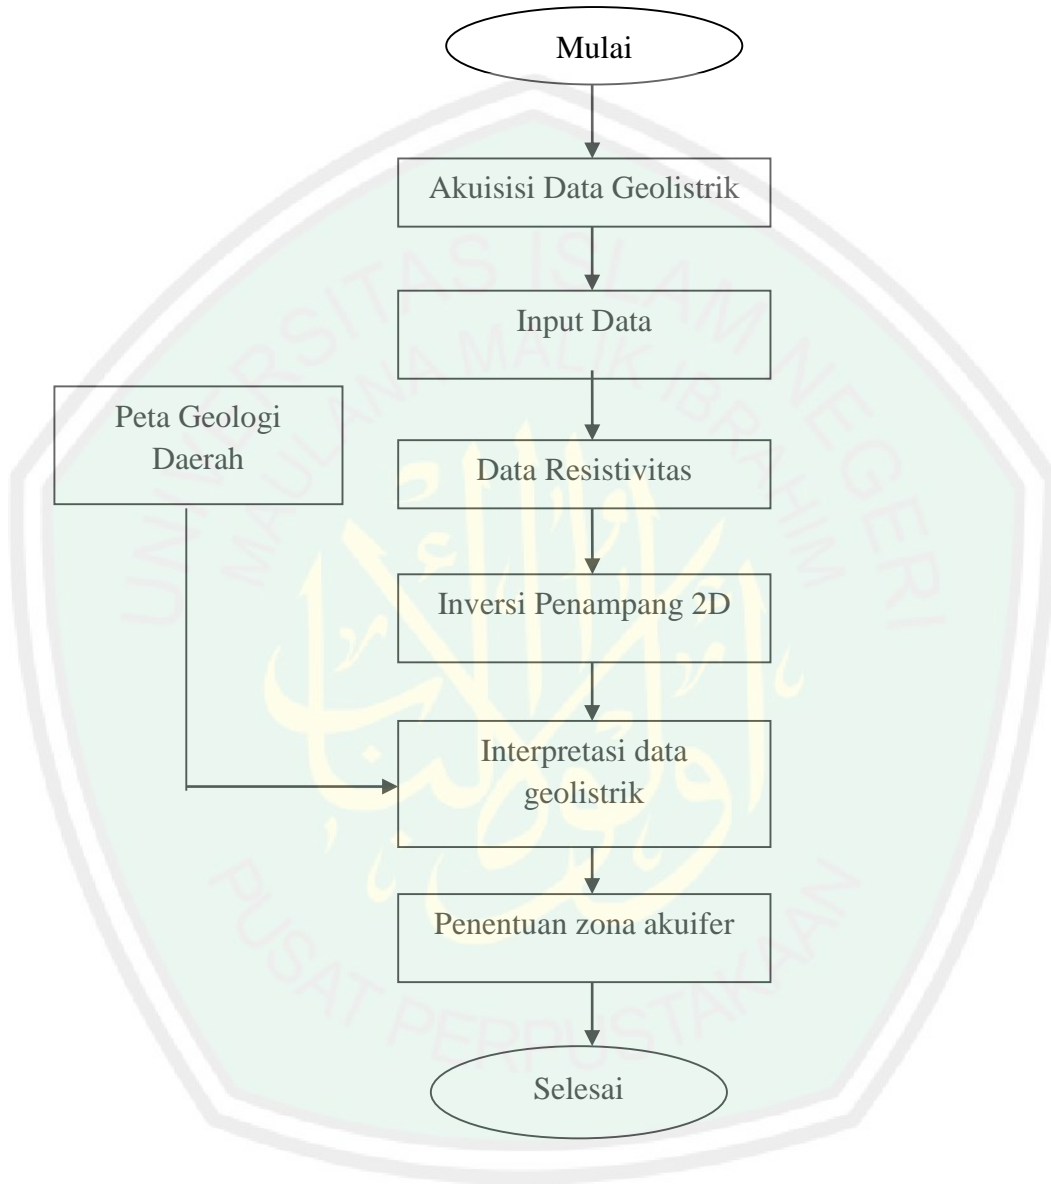 Mulai
Akuisisi Data Geolistrik
Input Data
Peta Geologi
Daerah
Data Resistivitas
Inversi Penampang 2D
Interpretasi data
geolistrik
Penentuan zona akuifer
Selesai
UNIVERSITAS ISLAM NEGERI
MAULANA MALIK IBRAHIM
PUSAT PERPUSTAKAAN